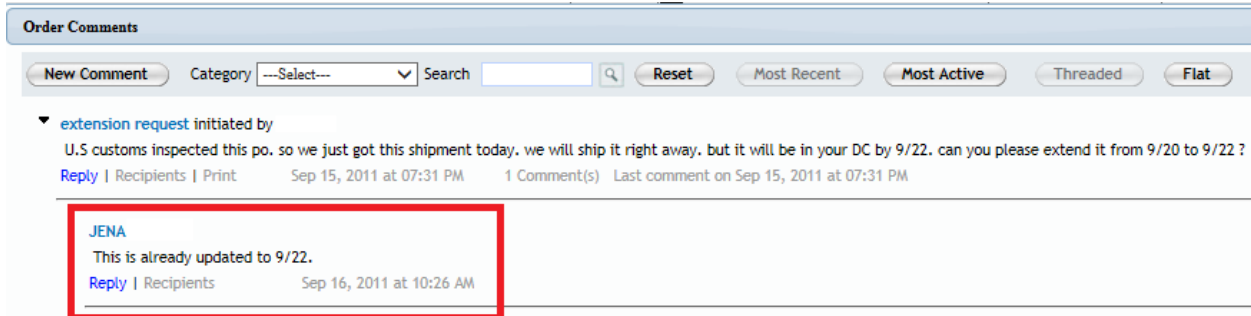 Order Comments
New Comment Category ---Select--- Search Reset Most Recent Most Active Threaded Flat
extension request initiated by
U.S customs inspected this po. so we just got this shipment today. we will ship it right away. but it will be in your DC by 9/22. can you please extend it from 9/20 to 9/22 ?
Reply | Recipients | Print Sep 15, 2011 at 07:31 PM 1 Comment(s) Last comment on Sep 15, 2011 at 07:31 PM
JENA
This is already updated to 9/22.
Reply | Recipients Sep 16, 2011 at 10:26 AM